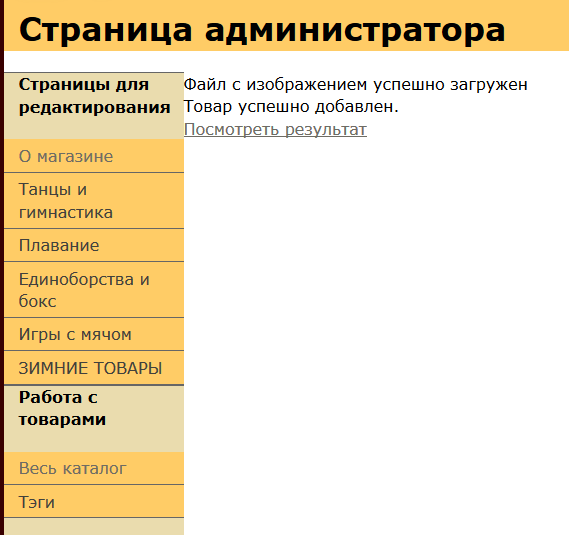 Страница администратора
Страницы для
редактирования
О магазине
Танцы и
гимнастика
Плавание
Единоборства и
бокс
Игры с мячом
ЗИМНИЕ ТОВАРЫ
Работа с
товарами
Весь каталог
Тэги
Файл с изображением успешно загружен
Товар успешно добавлен.
Посмотреть результат